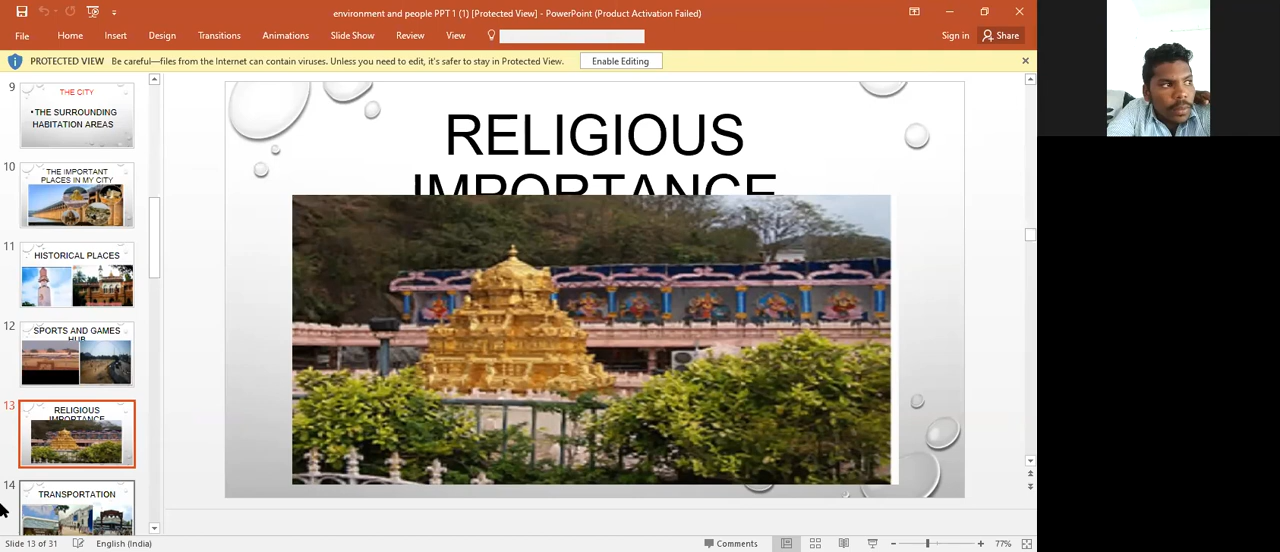 environment and people PPT 1 (1) [Protected View] - PowerPoint (Product Activation Failed)
File Home Insert Design Transitions Animations Slide Show Review View Sign in Share
PROTECTED VIEW Be careful—files from the Internet can contain viruses. Unless you need to edit, it's safer to stay in Protected View. Enable Editing
9
THE CITY
•THE SURROUNDING
HABITATION AREAS
10
THE IMPORTANT
PLACES IN MY CITY
11
HISTORICAL PLACES
12
SPORTS AND GAMES
HUB
13
RELIGIOUS
IMPORTANCE
14
TRANSPORTATION
RELIGIOUS
IMPORTANCE
Slide 13 of 31 English (India) Comments 77%